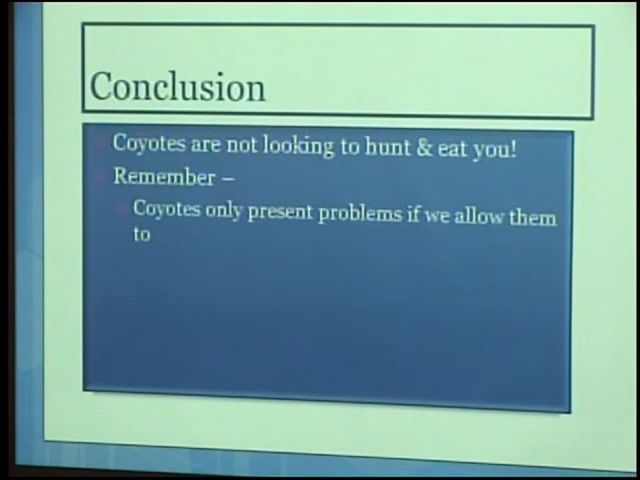 Conclusion
Coyotes are not looking to hunt & eat you!
Remember –
Coyotes only present problems if we allow them
to